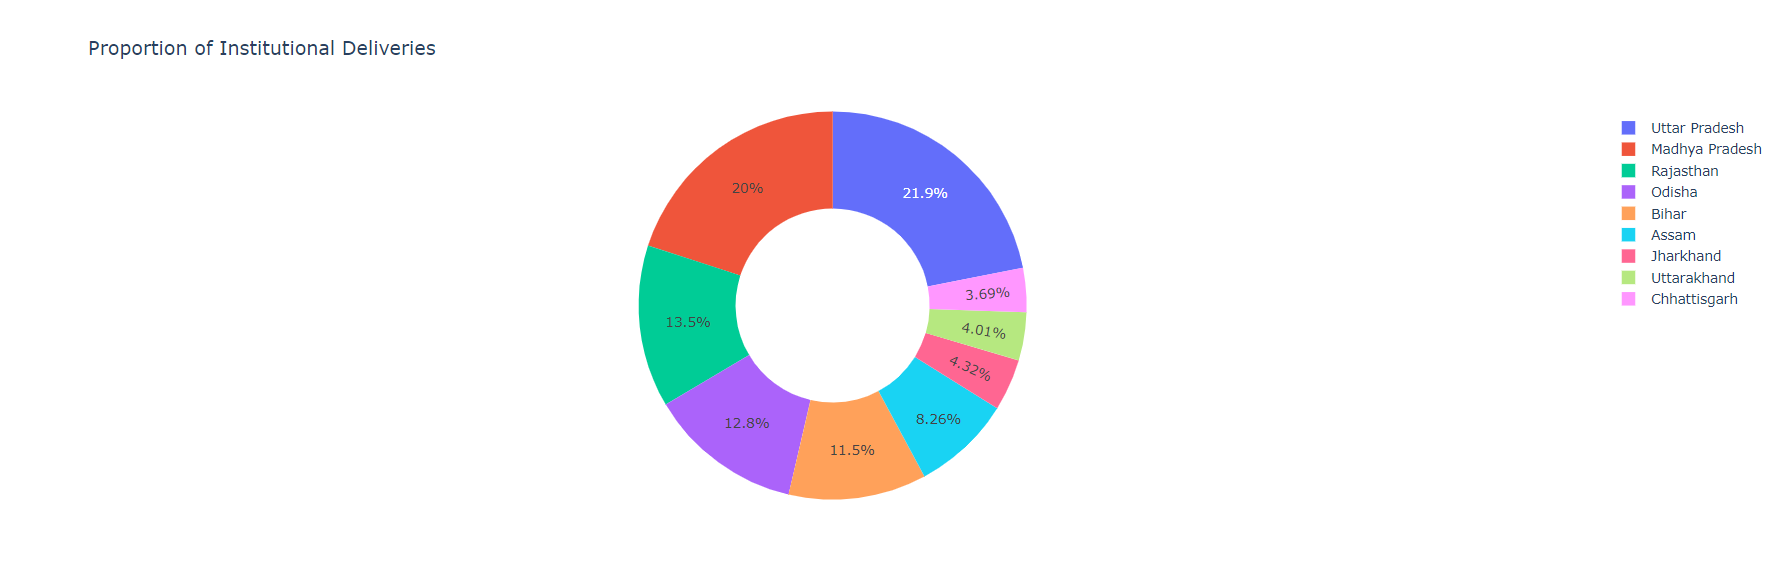 Proportion of Institutional Deliveries
20%
21.9%
13.5%
3.69%
4.01%
4.32%
12.8%
11.5%
8.26%
Uttar Pradesh
Madhya Pradesh
Rajasthan
Odisha
Bihar
Assam
Jharkhand
Uttarakhand
Chhattisgarh